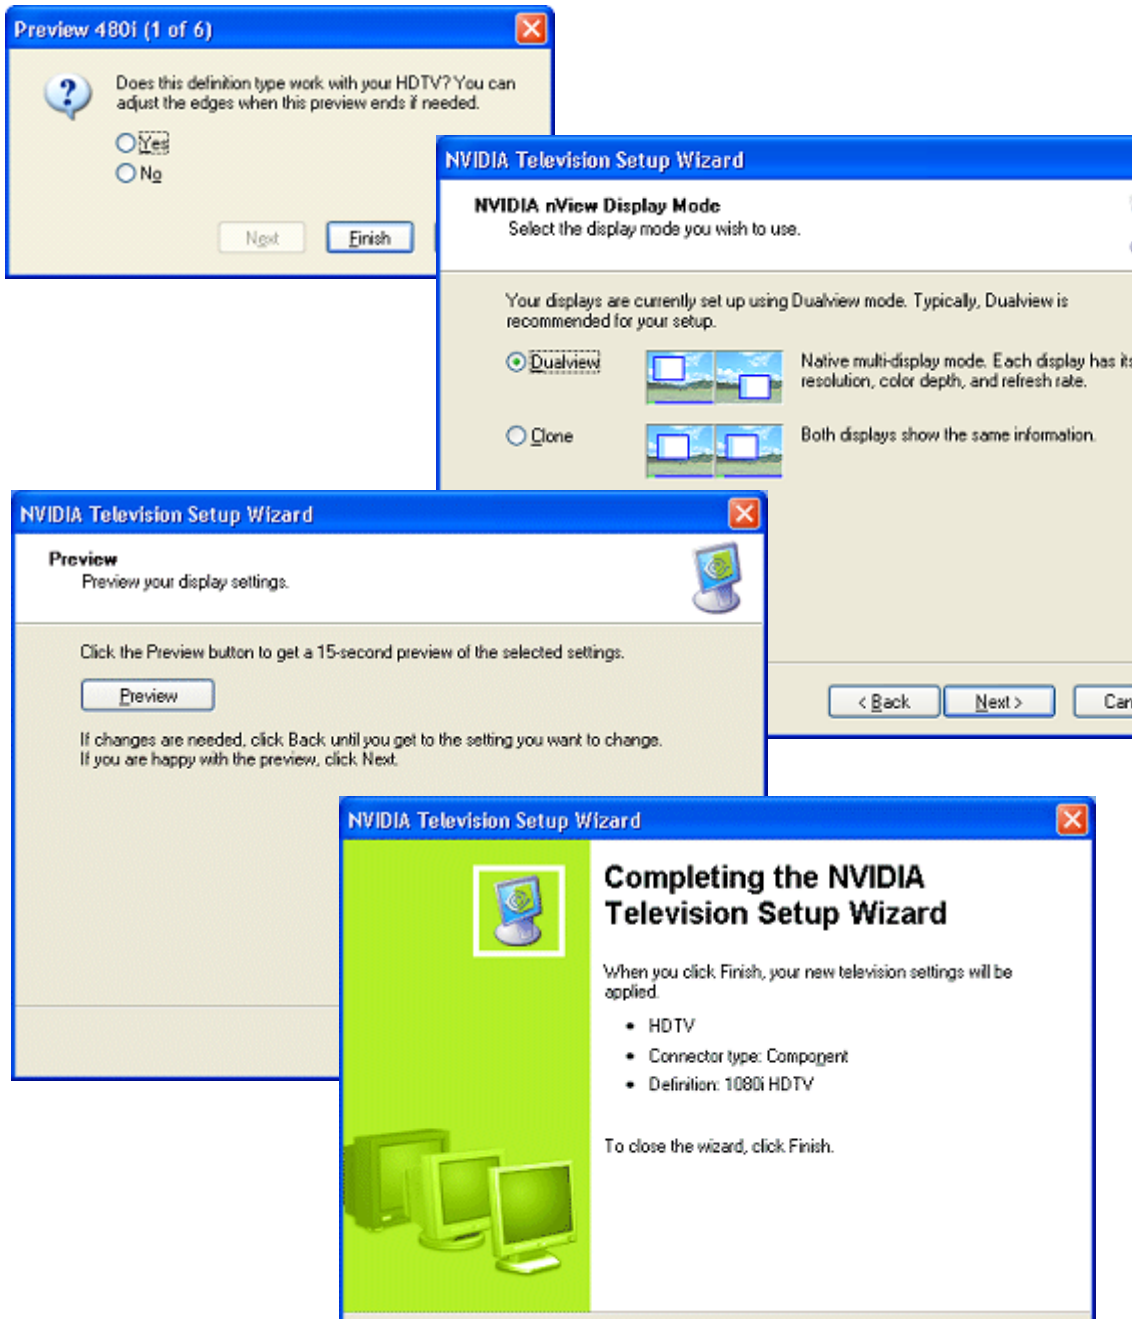 Preview 480i (1 of 6)
Does this definition type work with your HDTV? You can
adjust the edges when this preview ends if needed.
Yes
No
Next
Finish
NVIDIA Television Setup Wizard
NVIDIA nView Display Mode
Select the display mode you wish to use.
Your displays are currently set up using Dualview mode. Typically, Dualview is
recommended for your setup.
Dualview
Native multi-display mode. Each display has its
resolution, color depth, and refresh rate.
Clone
Both displays show the same information.
< Back
Next >
Can
NVIDIA Television Setup Wizard
Preview
Preview your display settings.
Click the Preview button to get a 15-second preview of the selected settings.
Preview
If changes are needed, click Back until you get to the setting you want to change.
If you are happy with the preview, click Next.
NVIDIA Television Setup Wizard
Completing the NVIDIA
Television Setup Wizard
When you click Finish, your new television settings will be
applied.
• HDTV
• Connector type: Component
• Definition: 1080i HDTV
To close the wizard, click Finish.